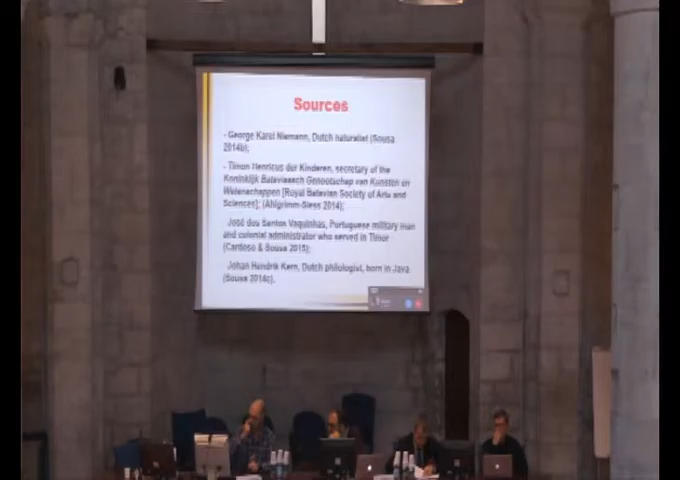 Sources
- George Karel Niemann, Dutch naturalist (Sousa
2014b);
- Timon Henricus der Kinderen, secretary of the
Koninklijk Bataviaasch Genootschap van Kunsten en
Wetenschappen [Royal Batavian Society of Arts and
Sciences]; (Ahlgrimm-Siess 2014);
José dos Santos Vaquinhas, Portuguese military man
and colonial administrator who served in Timor
(Cardoso & Sousa 2015);
Johan Hendrik Kern, Dutch philologist, born in Java
(Sousa 2014c).